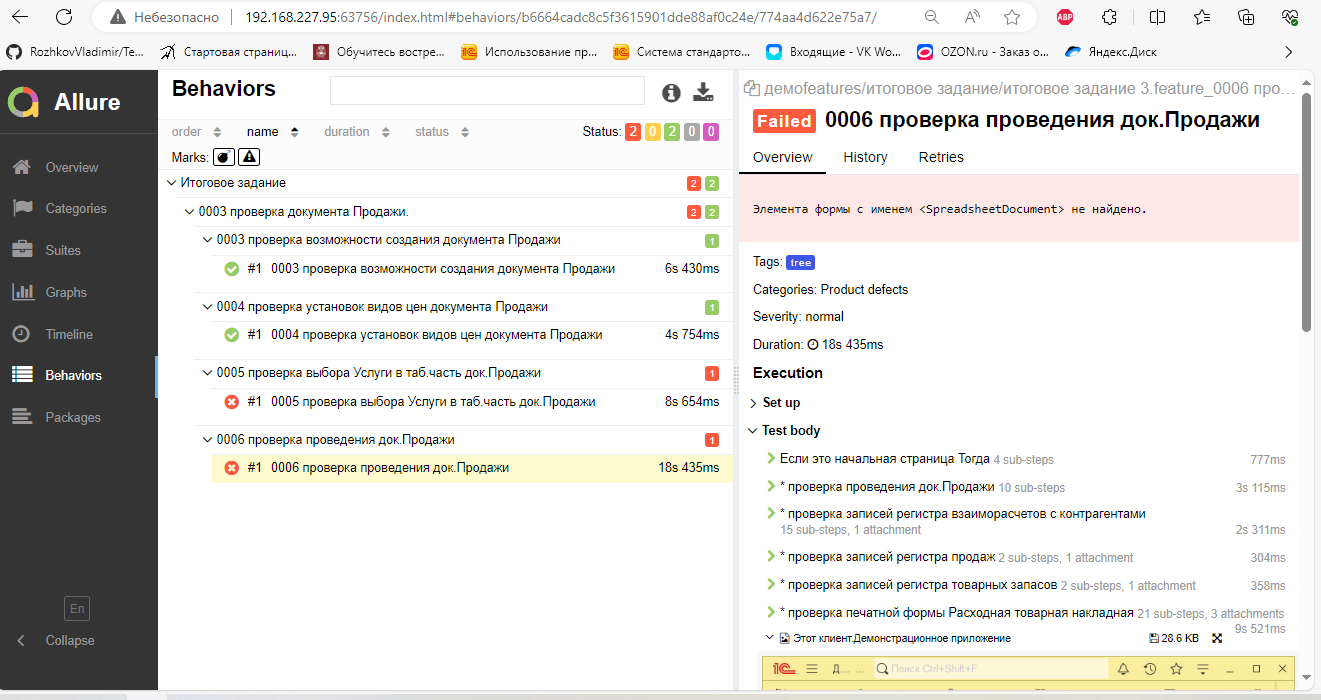 Небезопасно
192.168.227.95:63756/index.html#behaviors/b6664cadc8c5f3615901dde88af0c24e/774aa4d622e75a7/
RozhkovVladimir/Te...
Стартовая страниц...
Обучитесь востре...
Использование пр...
Система стандарто...
Входящие - VK Wo...
OZON.ru - Заказ о...
Яндекс.Диск
ABP
Allure
Overview
Categories
Suites
Graphs
Timeline
Behaviors
Packages
En
Collapse
Behaviors
order name duration status Status: 2 0 2 0 0
Marks:
Итоговое задание 2 2
0003 проверка документа Продажи. 2 2
0003 проверка возможности создания документа Продажи 1
#1 0003 проверка возможности создания документа Продажи 6s 430ms
0004 проверка установок видов цен документа Продажи 1
#1 0004 проверка установок видов цен документа Продажи 4s 754ms
0005 проверка выбора Услуги в таб.часть док.Продажи 1
#1 0005 проверка выбора Услуги в таб.часть док.Продажи 8s 654ms
0006 проверка проведения док.Продажи 1
#1 0006 проверка проведения док.Продажи 18s 435ms
демоfeatures/итоговое задание/итоговое задание 3.feature_0006 про...
Failed 0006 проверка проведения док.Продажи
Overview History Retries
Элемента формы с именем <SpreadsheetDocument> не найдено.
Tags: tree
Categories: Product defects
Severity: normal
Duration: 18s 435ms
Execution
Set up
Test body
Если это начальная страница Тогда 4 sub-steps 777ms
* проверка проведения док.Продажи 10 sub-steps 3s 115ms
* проверка записей регистра взаиморасчетов с контрагентами
15 sub-steps, 1 attachment 2s 311ms
* проверка записей регистра продаж 2 sub-steps, 1 attachment 304ms
* проверка записей регистра товарных запасов 2 sub-steps, 1 attachment 358ms
* проверка печатной формы Расходная товарная накладная 21 sub-steps, 3 attachments
9s 521ms
Этот клиент.Демонстрационное приложение 28.6 KB
1С Д... ... Поиск Ctrl+Shift+F